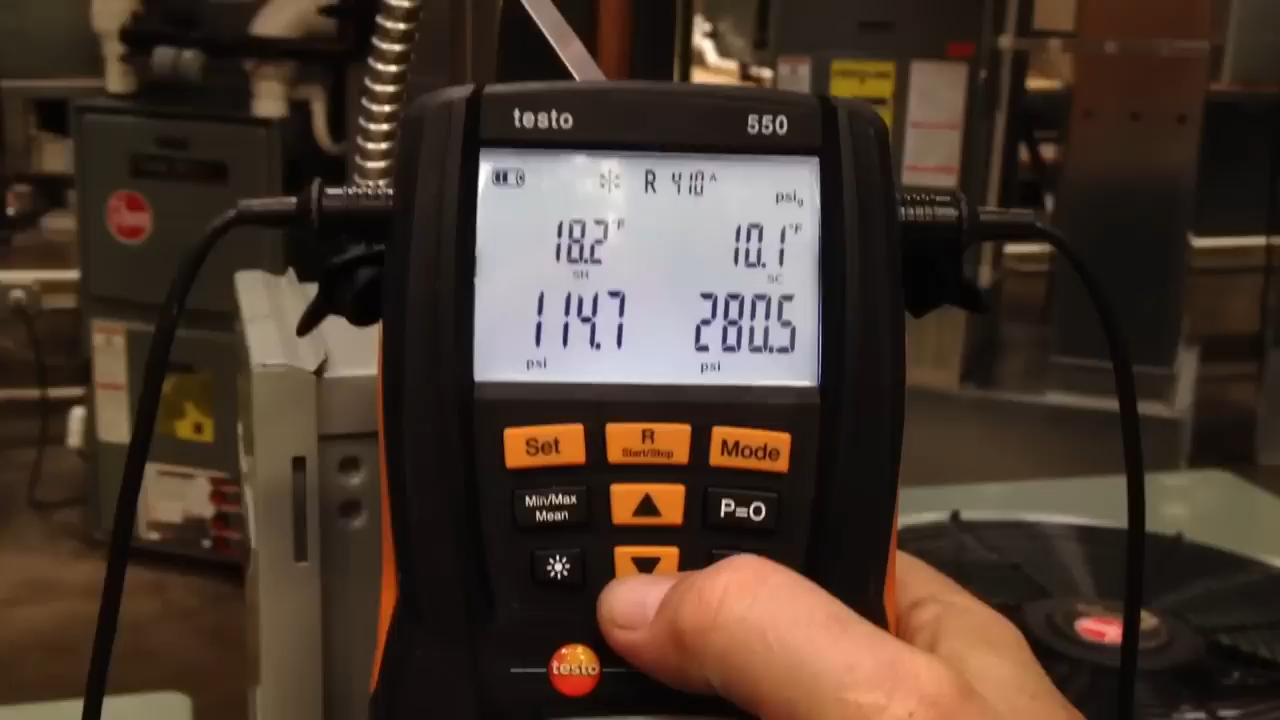 testo 550
R 410A
psig
18.2 °F 10.1 °F
SH SC
114.7 280.5
psi psi
Set R Mode
Start/Stop
Min/Max P=O
Mean
testo
Rheem